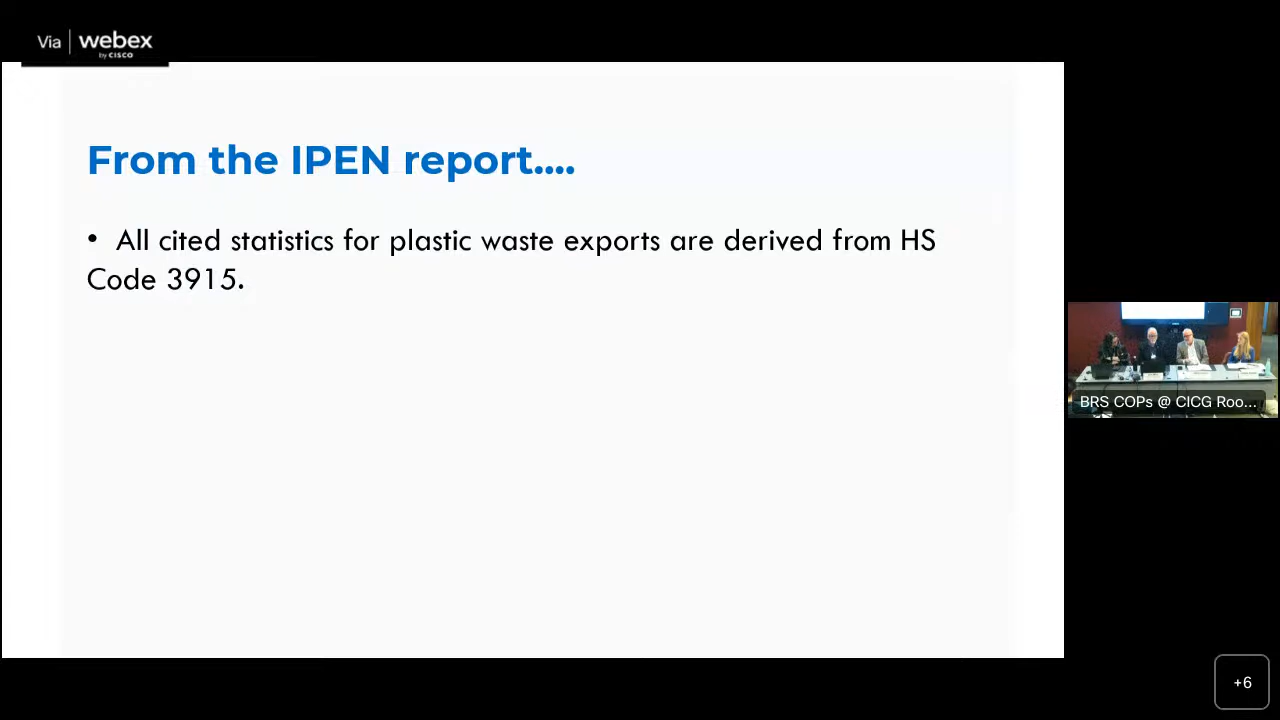 Via webex
by CISCO
From the IPEN report....
• All cited statistics for plastic waste exports are derived from HS
Code 3915.
BRS COPs @ CICG Roo...
+6